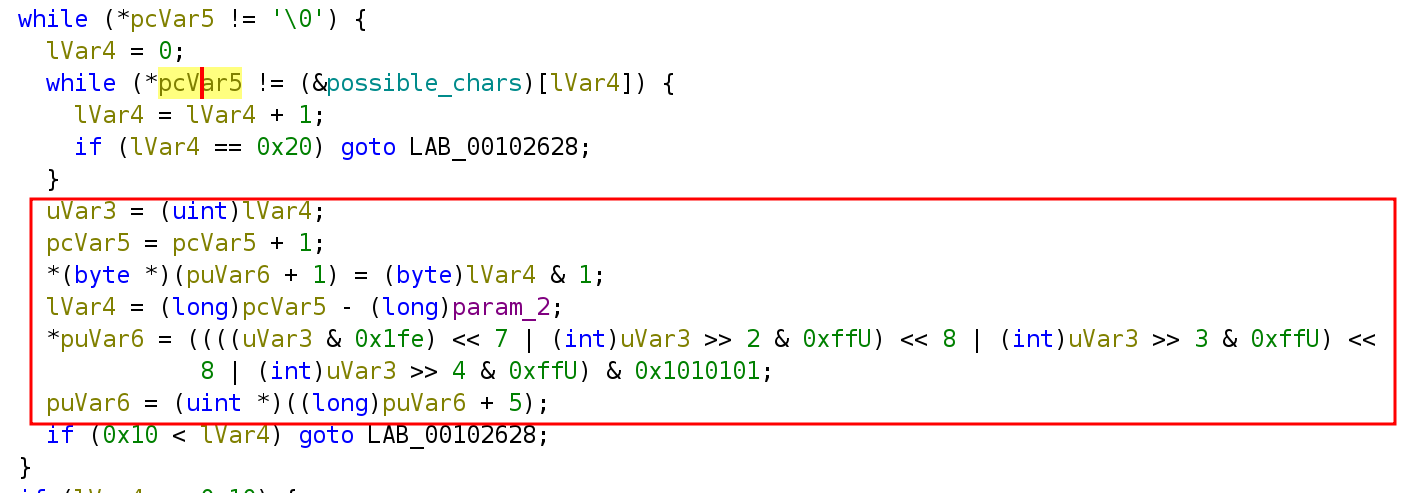 while (*pcVar5 != '\0') {
lVar4 = 0;
while (*pcVar5 != (&possible_chars)[lVar4]) {
lVar4 = lVar4 + 1;
if (lVar4 == 0x20) goto LAB_00102628;
}
uVar3 = (uint)lVar4;
pcVar5 = pcVar5 + 1;
*(byte *)(puVar6 + 1) = (byte)lVar4 & 1;
lVar4 = (long)pcVar5 - (long)param_2;
*puVar6 = ((((uVar3 & 0x1fe) << 7 | (int)uVar3 >> 2 & 0xffU) << 8 | (int)uVar3 >> 3 & 0xffU) <<
8 | (int)uVar3 >> 4 & 0xffU) & 0x1010101;
puVar6 = (uint *)((long)puVar6 + 5);
if (0x10 < lVar4) goto LAB_00102628;
}